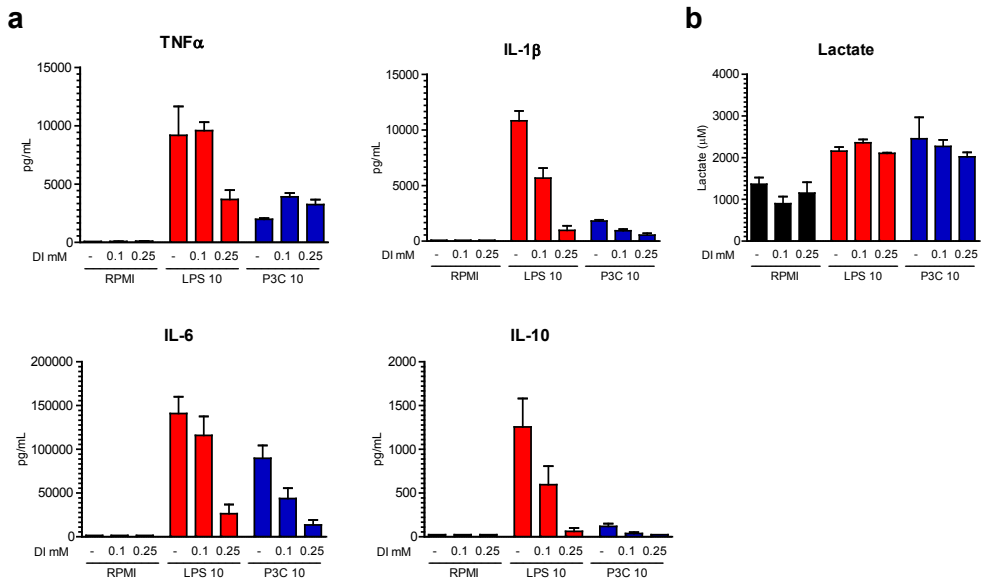 a
TNFα
15000
10000
5000
0
pg/mL
DI mM - 0.1 0.25 - 0.1 0.25 - 0.1 0.25
RPMI LPS 10 P3C 10
IL-1β
15000
10000
5000
0
pg/mL
- 0.1 0.25 - 0.1 0.25 - 0.1 0.25
RPMI LPS 10 P3C 10
b
Lactate
4000
3000
2000
1000
0
Lactate (μM)
DI mM - 0.1 0.25 - 0.1 0.25 - 0.1 0.25
RPMI LPS 10 P3C 10
IL-6
200000
150000
100000
50000
0
pg/mL
DI mM - 0.1 0.25 - 0.1 0.25 - 0.1 0.25
RPMI LPS 10 P3C 10
IL-10
2000
1500
1000
500
0
pg/mL
DI mM - 0.1 0.25 - 0.1 0.25 - 0.1 0.25
RPMI LPS 10 P3C 10